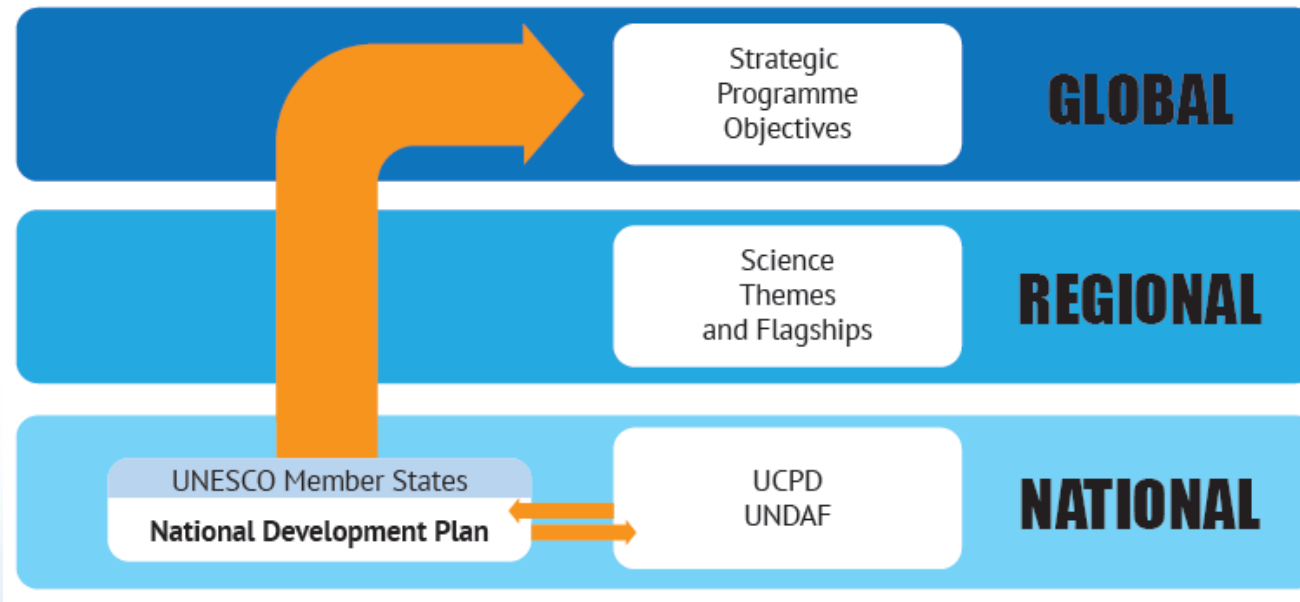 Strategic
Programme
Objectives
GLOBAL
Science
Themes
and Flagships
REGIONAL
UNESCO Member States
National Development Plan
UCPD
UNDAF
NATIONAL